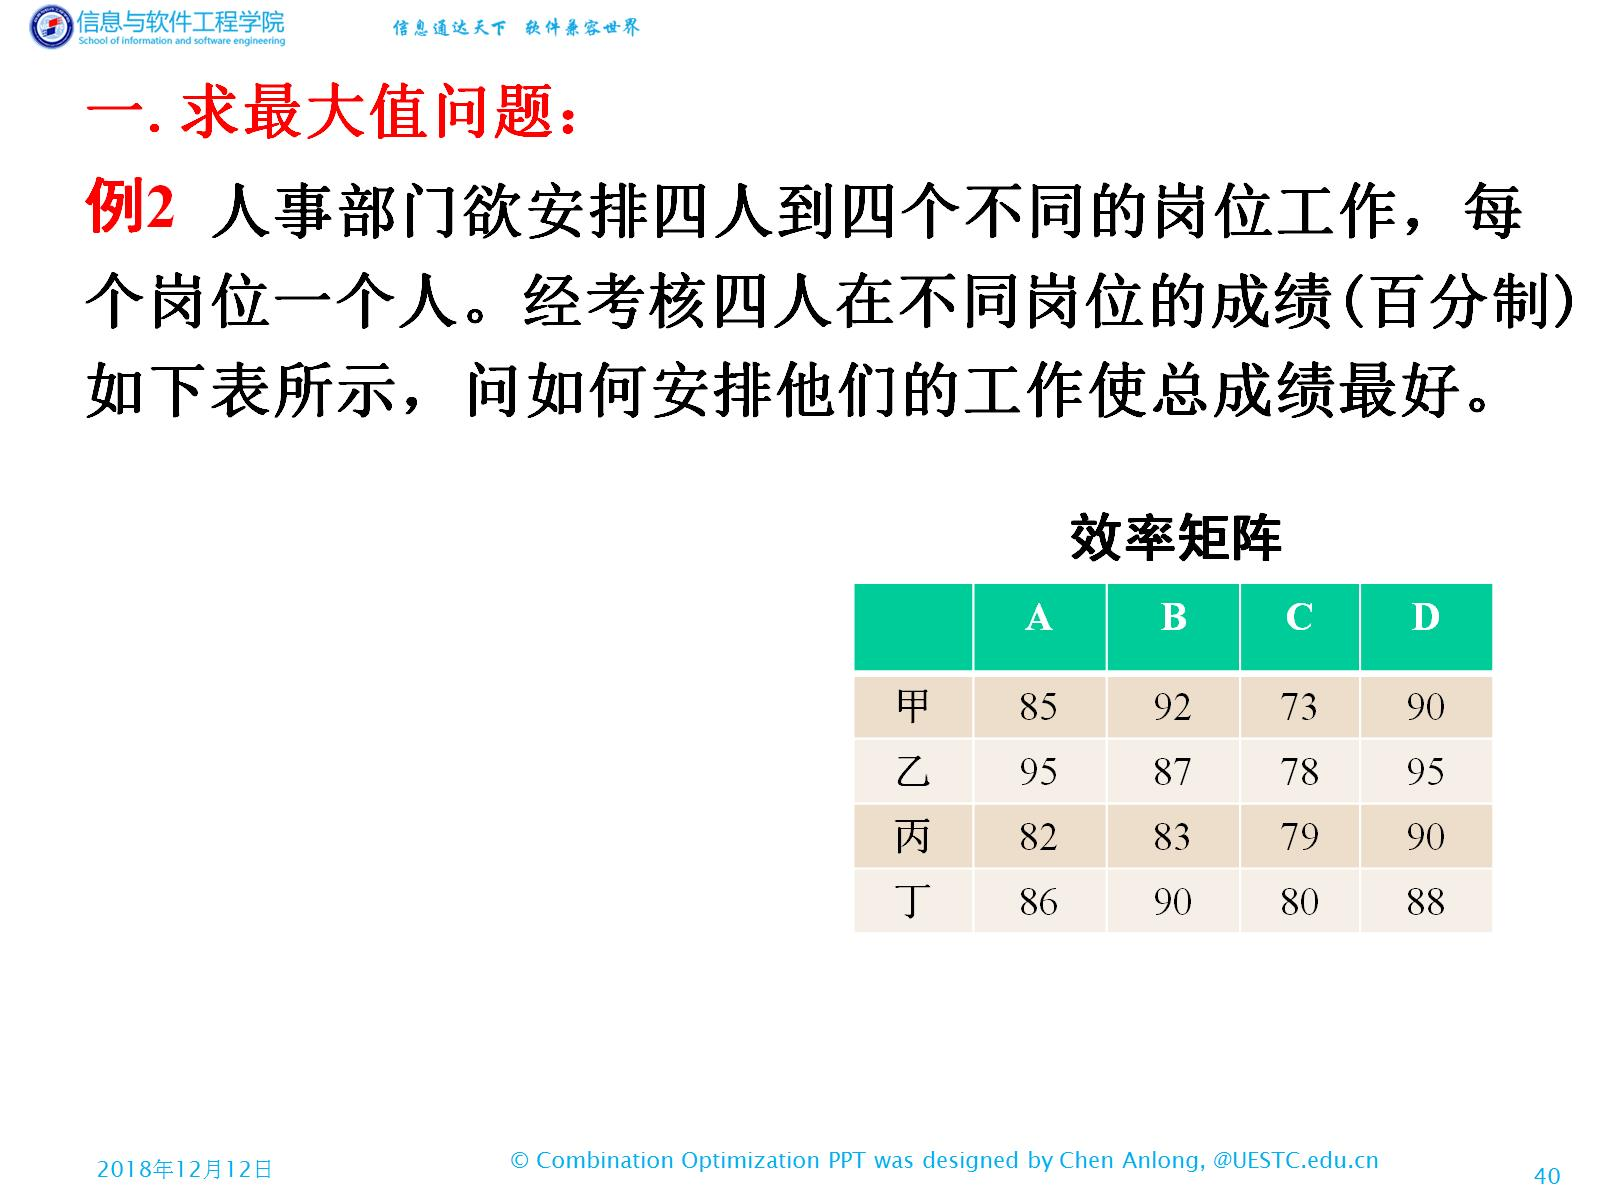 信息与软件工程学院
School of information and software engineering
信息通达天下 软件兼容世界
一.求最大值问题：
例2 人事部门欲安排四人到四个不同的岗位工作，每
个岗位一个人。经考核四人在不同岗位的成绩(百分制)
如下表所示，问如何安排他们的工作使总成绩最好。
效率矩阵
A B C D
甲 85 92 73 90
乙 95 87 78 95
丙 82 83 79 90
丁 86 90 80 88
2018年12月12日
© Combination Optimization PPT was designed by Chen Anlong, @UESTC.edu.cn
40